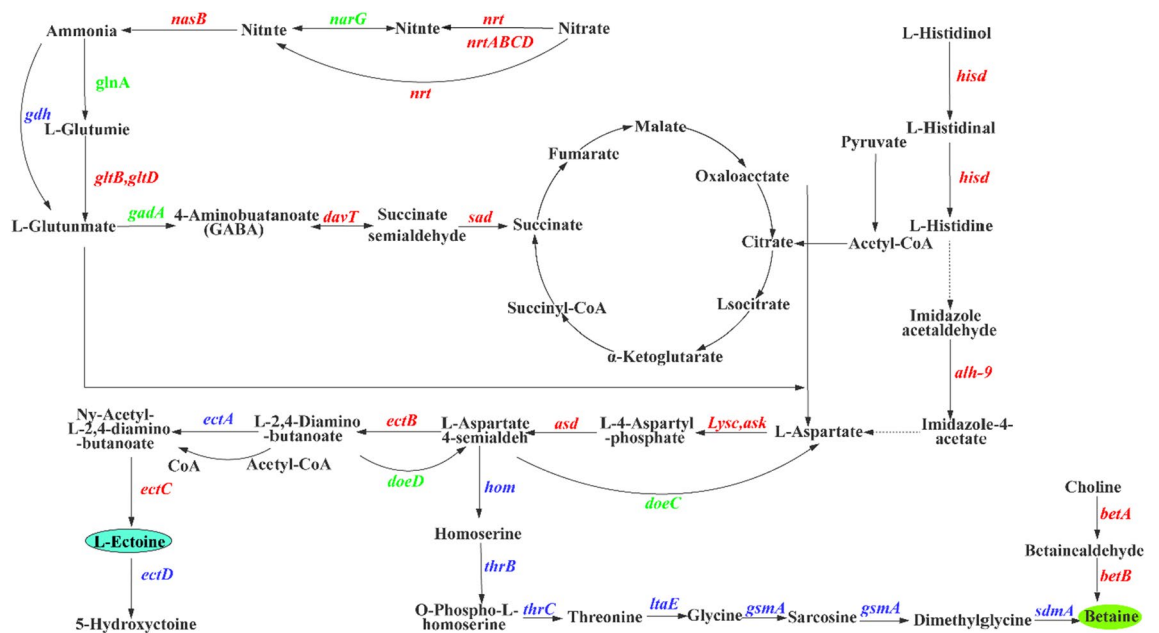 Ammonia
nasB
Nitnte
narG
Nitnte
nrt
nrtABCD
Nitrate
nrt
glnA
gdh
L-Glutumie
gltB,gltD
L-Glutunmate
gadA
4-Aminobuatanoate
(GABA)
davT
Succinate
semialdehyde
sad
Succinate
Fumarate
Malate
Oxaloacctate
Citrate
Lsocitrate
α-Ketoglutarate
Succinyl-CoA
Pyruvate
Acctyl-CoA
L-Histidinol
hisd
L-Histidinal
hisd
L-Histidine
Imidazole
acetaldehyde
alh-9
Imidazole-4-
acetate
Ny-Acetyl-
L-2,4-diamino
-butanoate
ectA
L-2,4-Diamino
-butanoate
ectB
L-Aspartate
4-semialdeh
asd
L-4-Aspartyl
-phosphate
Lysc,ask
L-Aspartate
CoA
Acctyl-CoA
doeD
doeC
ectC
hom
L-Ectoine
Homoserine
ectD
thrB
5-Hydroxyctoine
O-Phospho-L-
homoserine
thrC
Threonine
ltaE
Glycine
gsmA
Sarcosine
gsmA
Dimethylglycine
sdmA
Choline
betA
Betainealdehyde
betB
Betaine